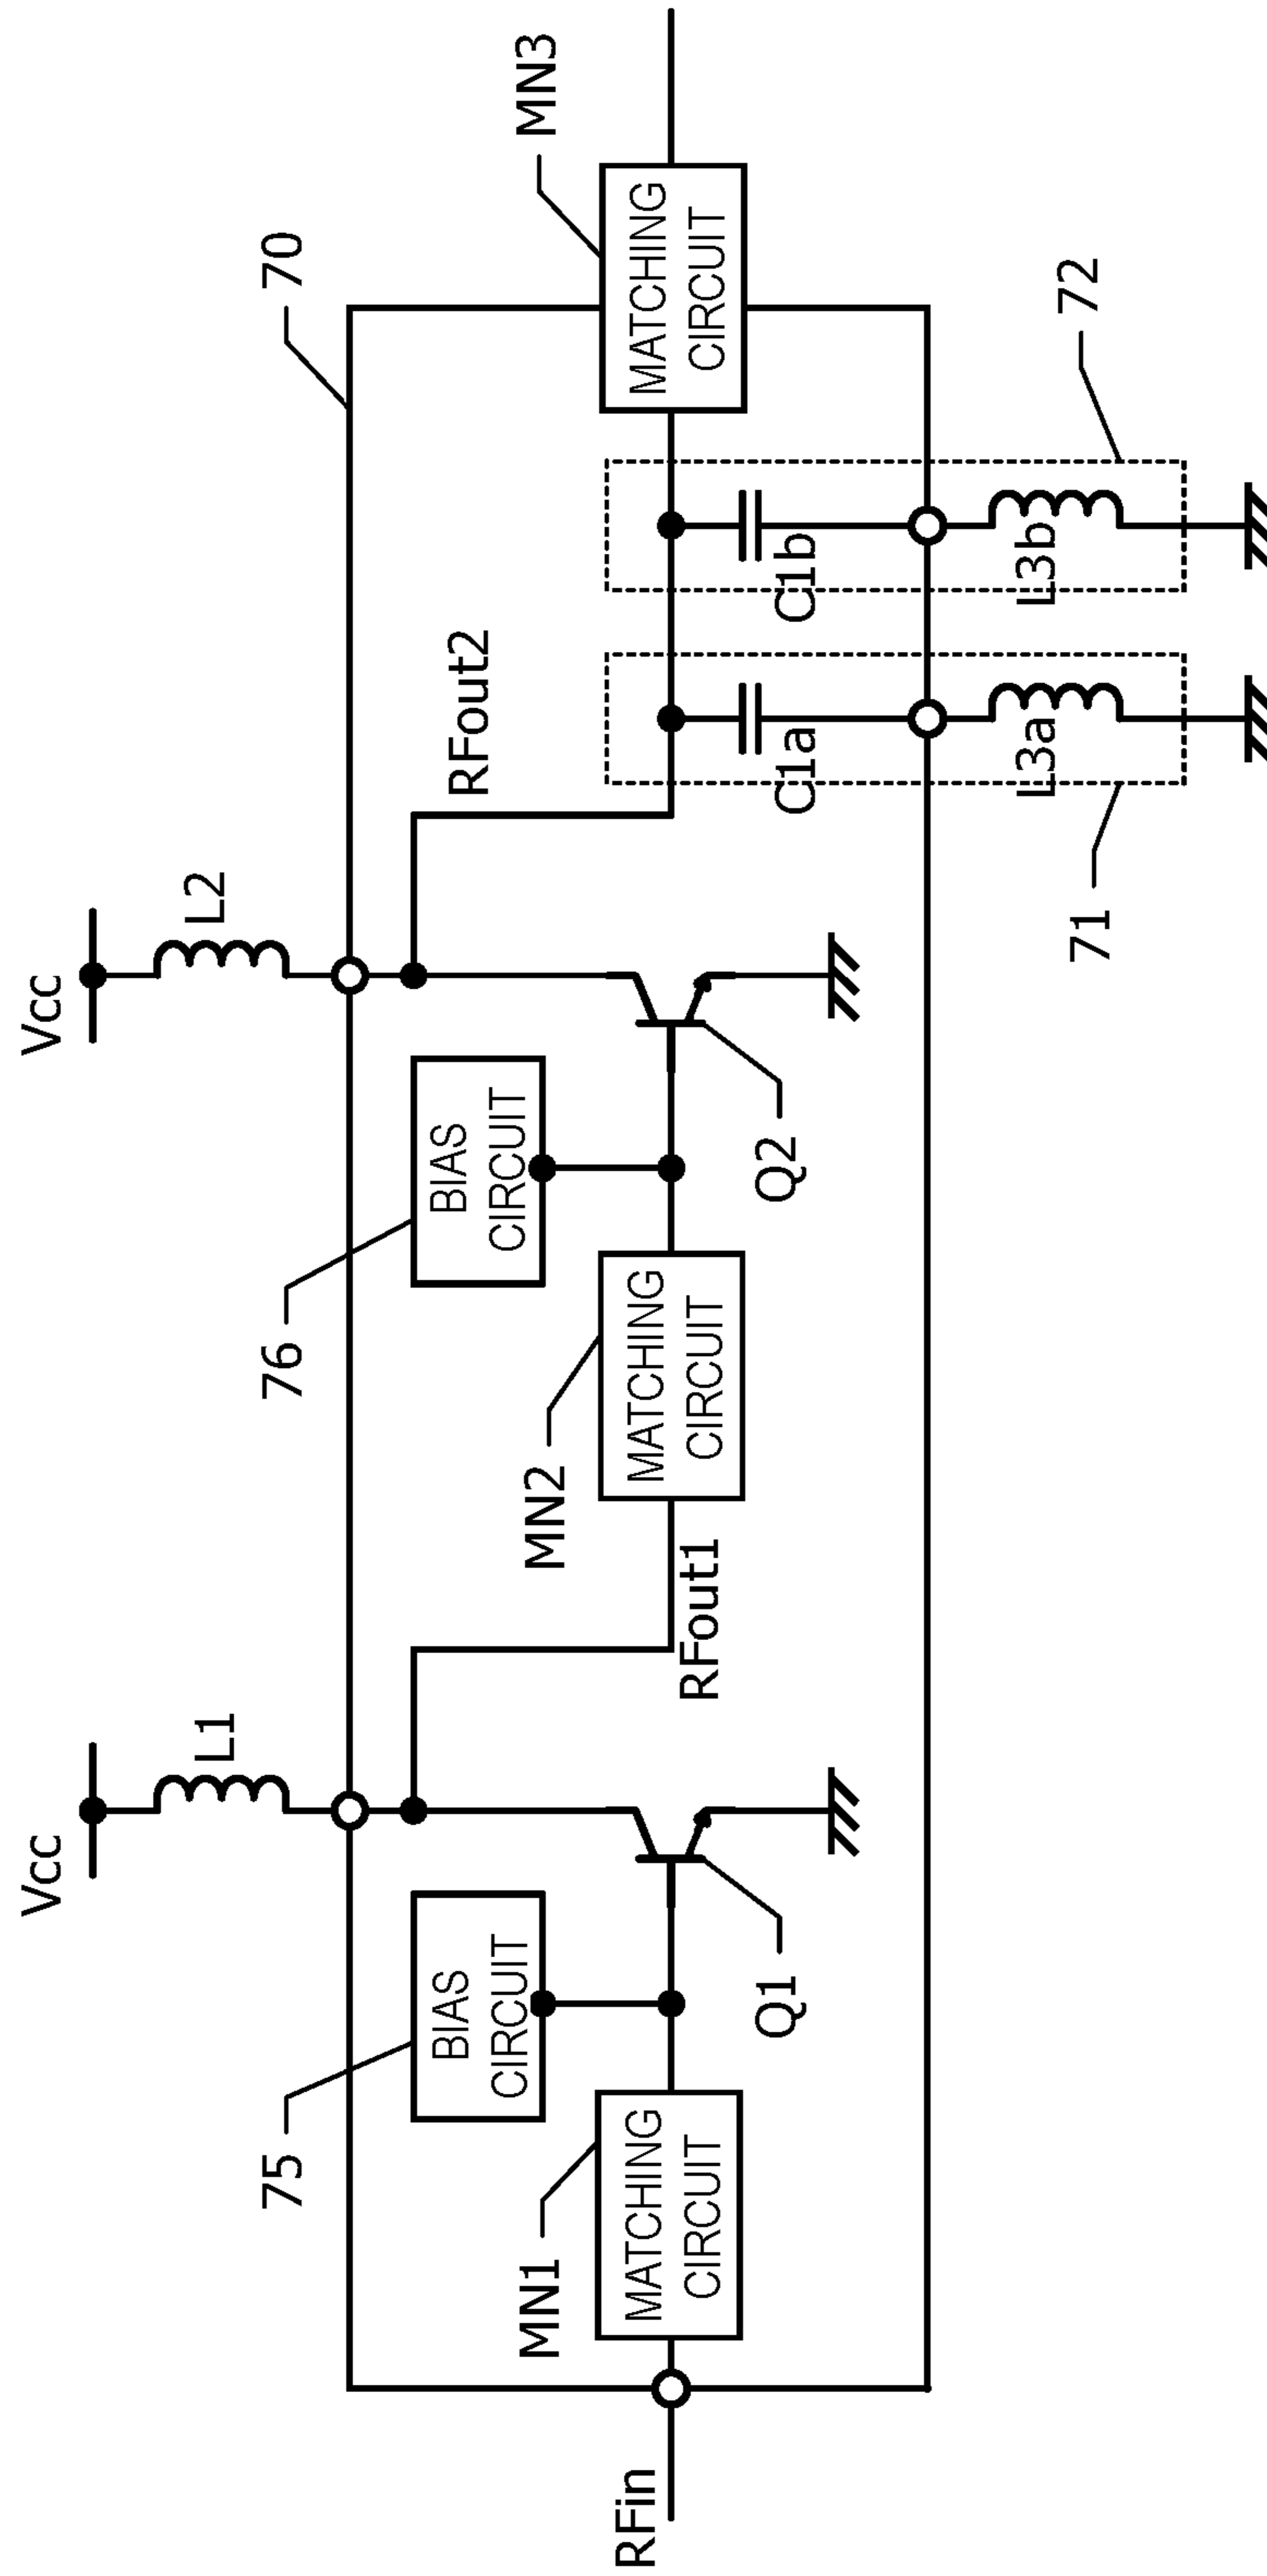 Vcc
Vcc
L1
L2
75
76
70
BIAS
CIRCUIT
BIAS
CIRCUIT
RFout2
MN1
MN2
MN3
RFin
MATCHING
CIRCUIT
MATCHING
CIRCUIT
MATCHING
CIRCUIT
RFout1
Q1
Q2
C1a
C1b
L3a
L3b
71
72